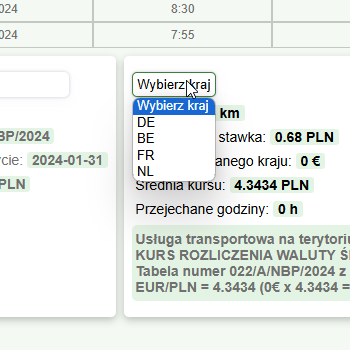 024 8:30
024 7:55
Wybierz kraj
Wybierz kraj
DE
BE
FR
NL
km
BP/2024
stawka: 0.68 PLN
cie: 2024-01-31
anego kraju: 0 €
PLN
Średnia kursu: 4.3434 PLN
Przejechane godziny: 0 h
Usługa transportowa na terytori
KURS ROZLICZENIA WALUTY
Tabela numer 022/A/NBP/2024 z
EUR/PLN = 4.3434 (0€ x 4.3434 =